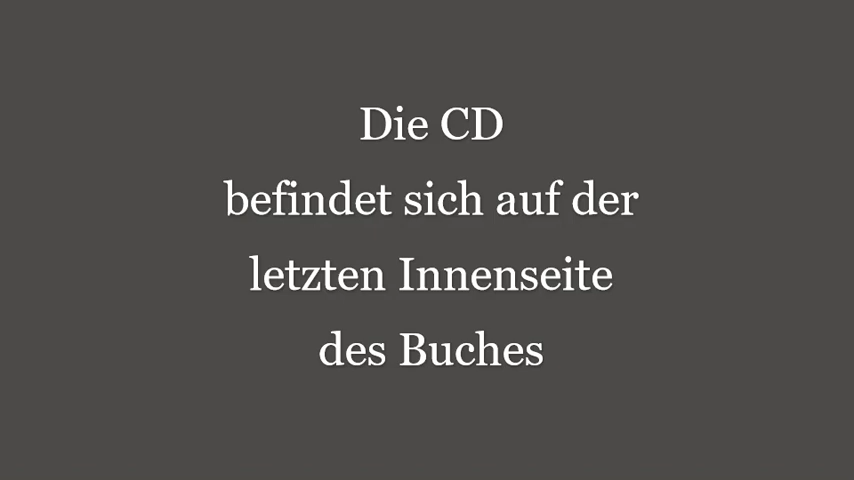 Die CD
befindet sich auf der
letzten Innenseite
des Buches